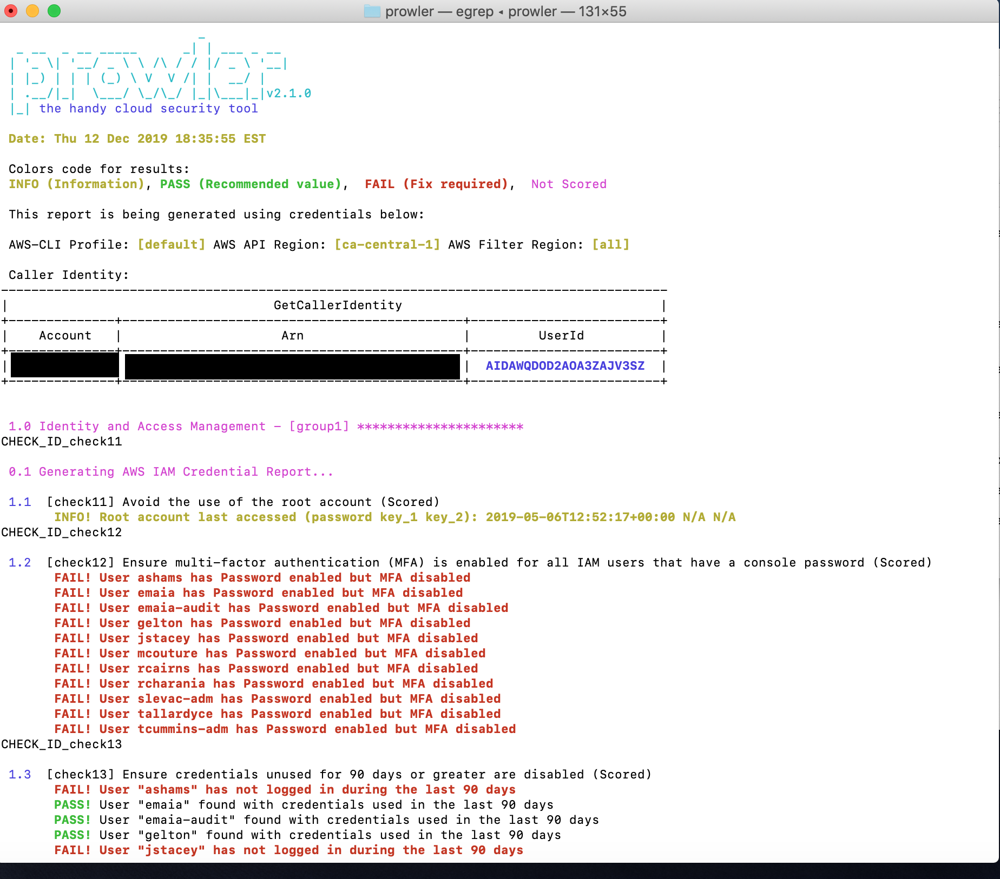 prowler — egrep ◂ prowler — 131×55
                          _
  _ __  _ __ _____      _| | ___ _ __
 | '_ \| '__/ _ \ \ /\ / / |/ _ \ '__|
 | |_) | | | (_) \ V  V /| |  __/ |
 | .__/|_|  \___/ \_/\_/ |_|\___|_|v2.1.0
 |_| the handy cloud security tool
Date: Thu 12 Dec 2019 18:35:55 EST
Colors code for results:
INFO (Information), PASS (Recommended value),  FAIL (Fix required),  Not Scored
This report is being generated using credentials below:
AWS-CLI Profile: [default] AWS API Region: [ca-central-1] AWS Filter Region: [all]
Caller Identity:
| GetCallerIdentity |
| Account | Arn | UserId |
| AIDAWQDOD2AOA3ZAJV3SZ |
1.0 Identity and Access Management - [group1] **********************
CHECK_ID_check11
0.1 Generating AWS IAM Credential Report...
1.1  [check11] Avoid the use of the root account (Scored)
INFO! Root account last accessed (password key_1 key_2): 2019-05-06T12:52:17+00:00 N/A N/A
CHECK_ID_check12
1.2  [check12] Ensure multi-factor authentication (MFA) is enabled for all IAM users that have a console password (Scored)
FAIL! User ashams has Password enabled but MFA disabled
FAIL! User emaia has Password enabled but MFA disabled
FAIL! User emaia-audit has Password enabled but MFA disabled
FAIL! User gelton has Password enabled but MFA disabled
FAIL! User jstacey has Password enabled but MFA disabled
FAIL! User mcouture has Password enabled but MFA disabled
FAIL! User rcairns has Password enabled but MFA disabled
FAIL! User rcharania has Password enabled but MFA disabled
FAIL! User slevac-adm has Password enabled but MFA disabled
FAIL! User tallardyce has Password enabled but MFA disabled
FAIL! User tcummins-adm has Password enabled but MFA disabled
CHECK_ID_check13
1.3  [check13] Ensure credentials unused for 90 days or greater are disabled (Scored)
FAIL! User "ashams" has not logged in during the last 90 days
PASS! User "emaia" found with credentials used in the last 90 days
PASS! User "emaia-audit" found with credentials used in the last 90 days
PASS! User "gelton" found with credentials used in the last 90 days
FAIL! User "jstacey" has not logged in during the last 90 days